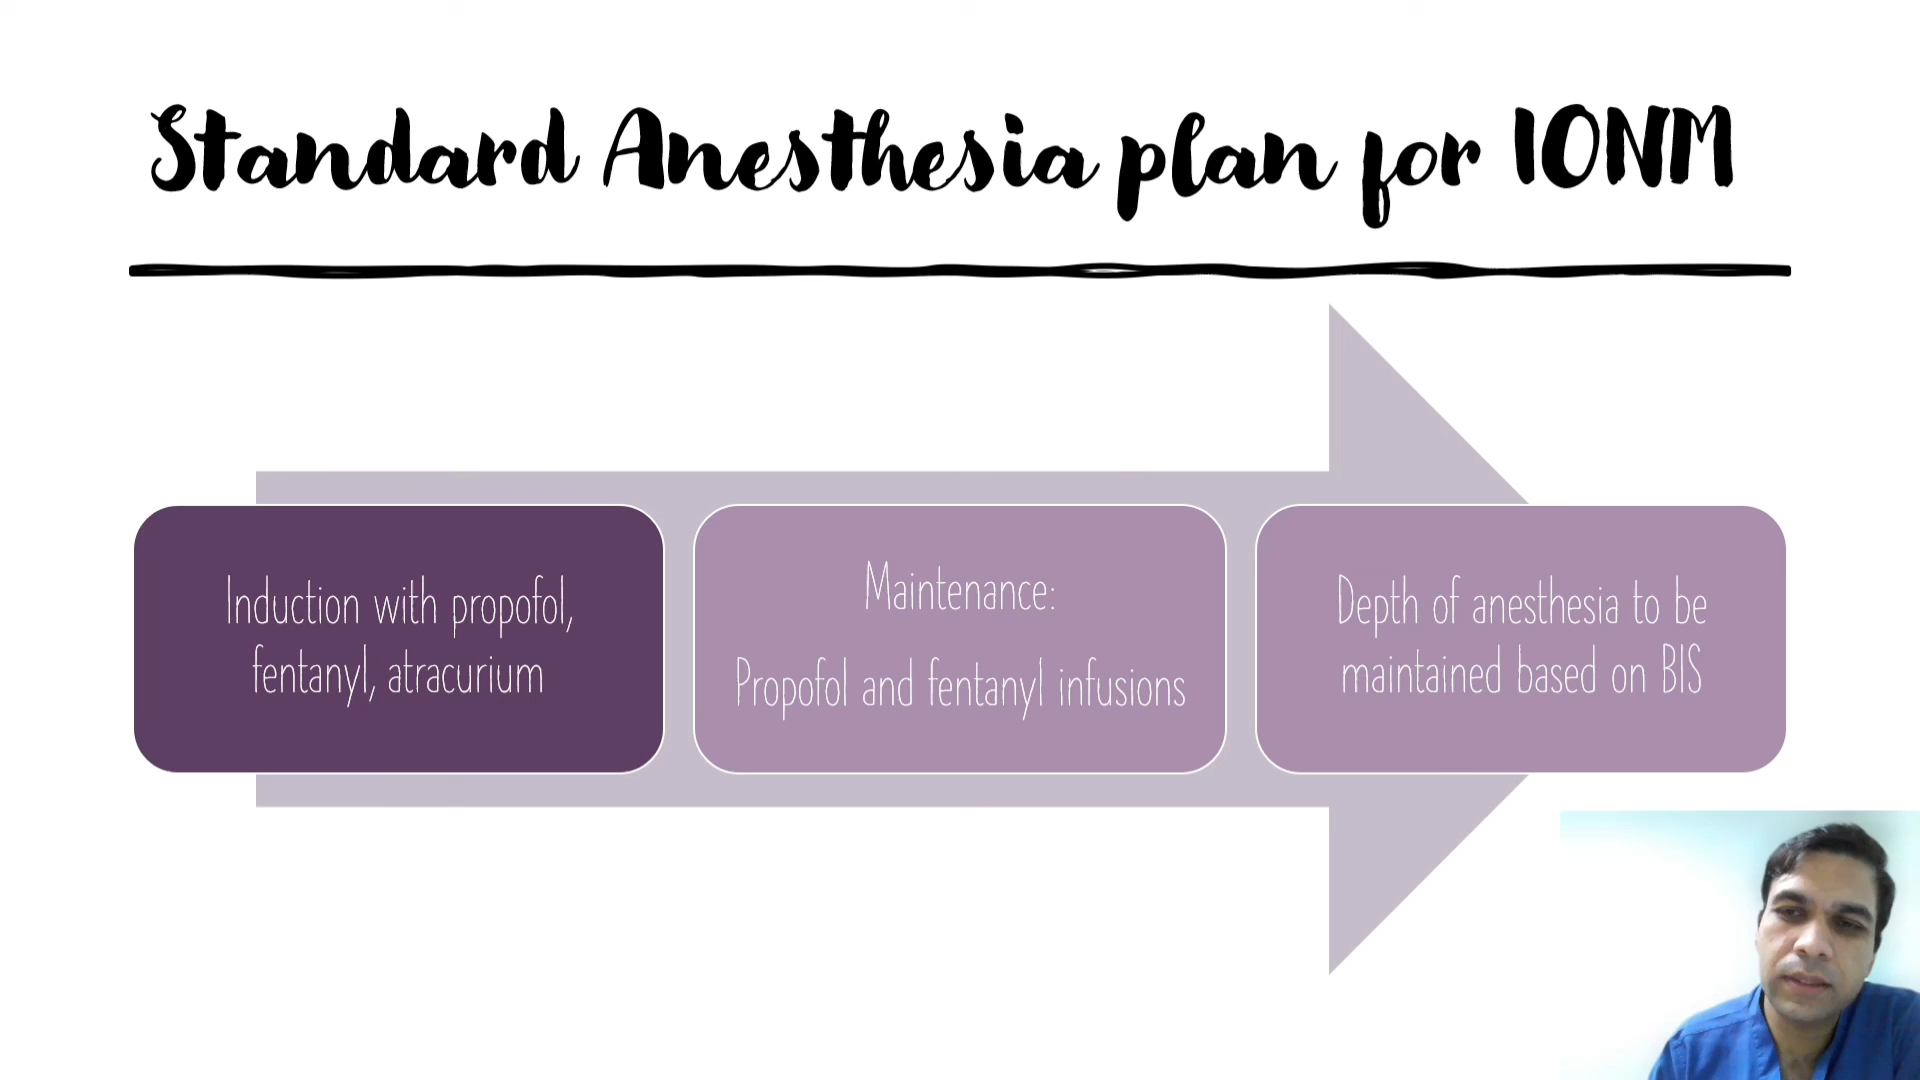 Standard Anesthesia plan for IONM
Induction with propofol,
fentanyl, atracurium
Maintenance:
Propofol and fentanyl infusions
Depth of anesthesia to be
maintained based on BIS